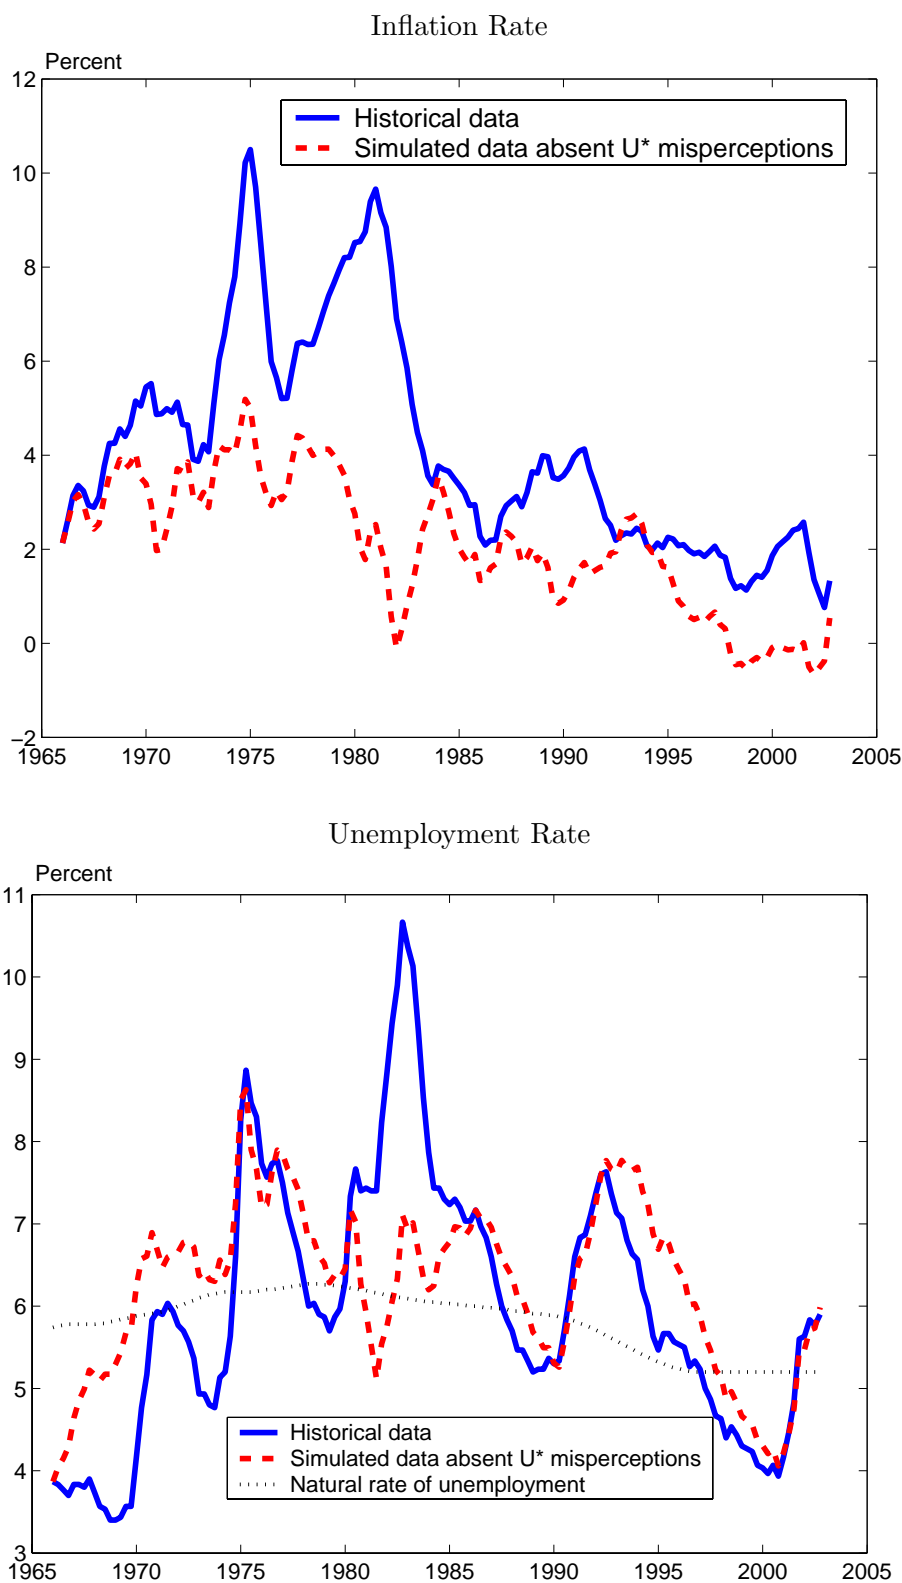 Inflation Rate
Percent
12
Historical data
Simulated data absent U* misperceptions
10
8
6
4
2
0
−2
1965 1970 1975 1980 1985 1990 1995 2000 2005
Unemployment Rate
Percent
11
10
9
8
7
6
5
Historical data
Simulated data absent U* misperceptions
Natural rate of unemployment
4
3
1965 1970 1975 1980 1985 1990 1995 2000 2005